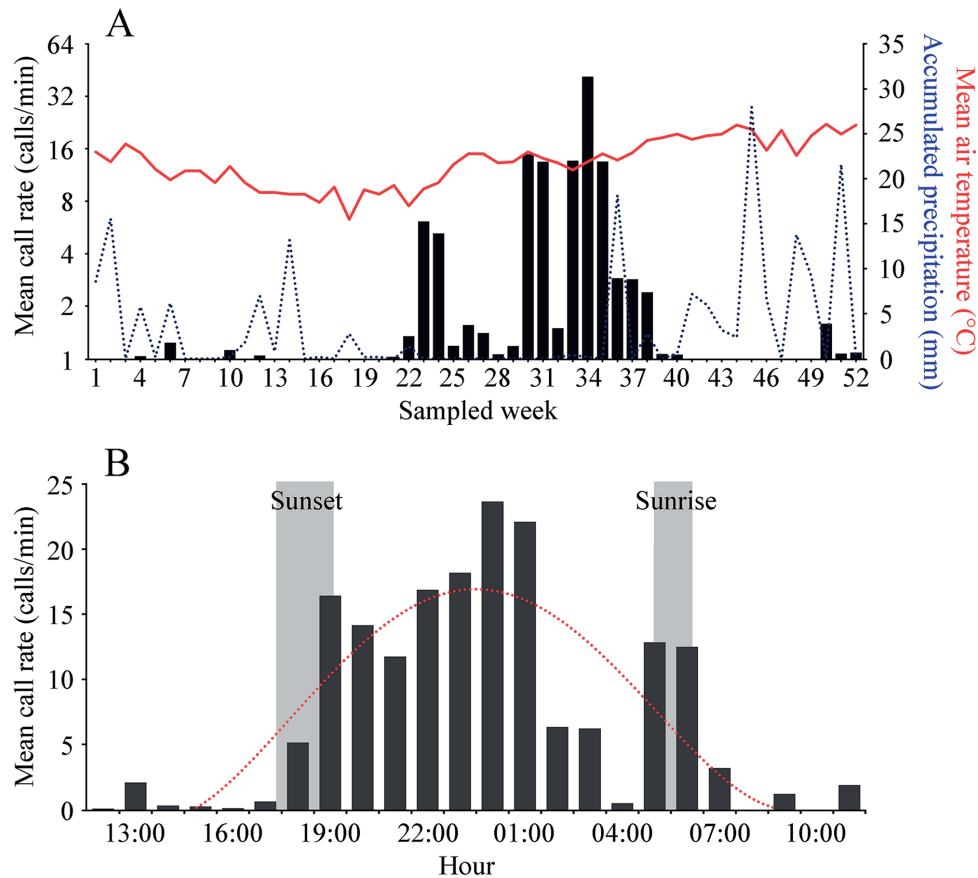 A
Mean call rate (calls/min)
64
32
16
8
4
2
1
35
30
25
20
15
10
5
0
Accumulated precipitation (mm)
Mean air temperature (°C)
1 4 7 10 13 16 19 22 25 28 31 34 37 40 43 46 49 52
Sampled week
B
Mean call rate (calls/min)
25
20
15
10
5
0
Sunset
Sunrise
13:00 16:00 19:00 22:00 01:00 04:00 07:00 10:00
Hour